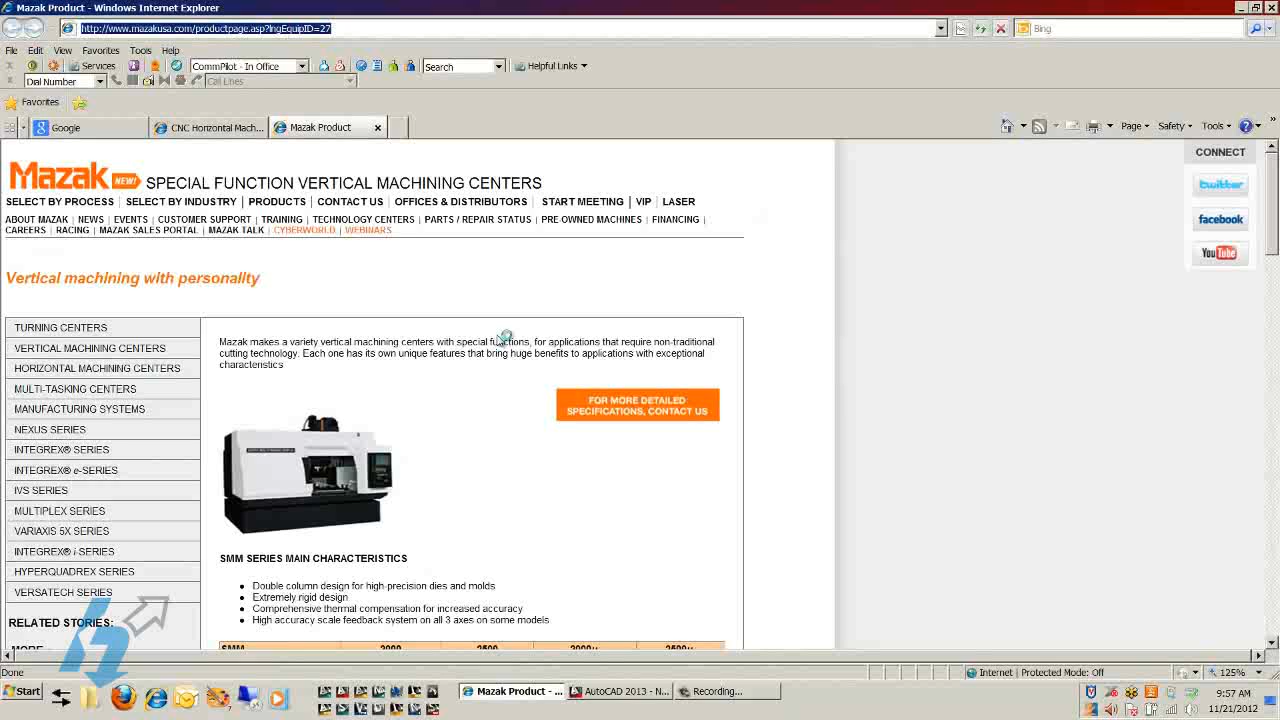 Mazak Product - Windows Internet Explorer
http://www.mazakusa.com/productpage.asp?lngEquipID=27
Bing
File Edit View Favorites Tools Help
Services CommPilot - In Office Search Helpful Links
Dial Number Call Lines
Favorites
Google CNC Horizontal Mach... Mazak Product
Page Safety Tools
CONNECT
twitter
facebook
YouTube
Mazak NEW! SPECIAL FUNCTION VERTICAL MACHINING CENTERS
SELECT BY PROCESS | SELECT BY INDUSTRY | PRODUCTS | CONTACT US | OFFICES & DISTRIBUTORS | START MEETING | VIP | LASER
ABOUT MAZAK | NEWS | EVENTS | CUSTOMER SUPPORT | TRAINING | TECHNOLOGY CENTERS | PARTS / REPAIR STATUS | PRE-OWNED MACHINES | FINANCING |
CAREERS | RACING | MAZAK SALES PORTAL | MAZAK TALK | CYBERWORLD | WEBINARS
Vertical machining with personality
TURNING CENTERS
VERTICAL MACHINING CENTERS
HORIZONTAL MACHINING CENTERS
MULTI-TASKING CENTERS
MANUFACTURING SYSTEMS
NEXUS SERIES
INTEGREX® SERIES
INTEGREX® e-SERIES
IVS SERIES
MULTIPLEX SERIES
VARIAXIS 5X SERIES
INTEGREX® i-SERIES
HYPERQUADREX SERIES
VERSATECH SERIES
RELATED STORIES:
MORE
Mazak makes a variety vertical machining centers with special functions, for applications that require non-traditional
cutting technology. Each one has its own unique features that bring huge benefits to applications with exceptional
characteristics
FOR MORE DETAILED
SPECIFICATIONS, CONTACT US
SMM SERIES MAIN CHARACTERISTICS
Double column design for high-precision dies and molds
Extremely rigid design
Comprehensive thermal compensation for increased accuracy
High accuracy scale feedback system on all 3 axes on some models
SMM 2000 2500
Done Internet | Protected Mode: Off 125%
Start Mazak Product - ... AutoCAD 2013 - N... Recording... 9:57 AM
11/21/2012